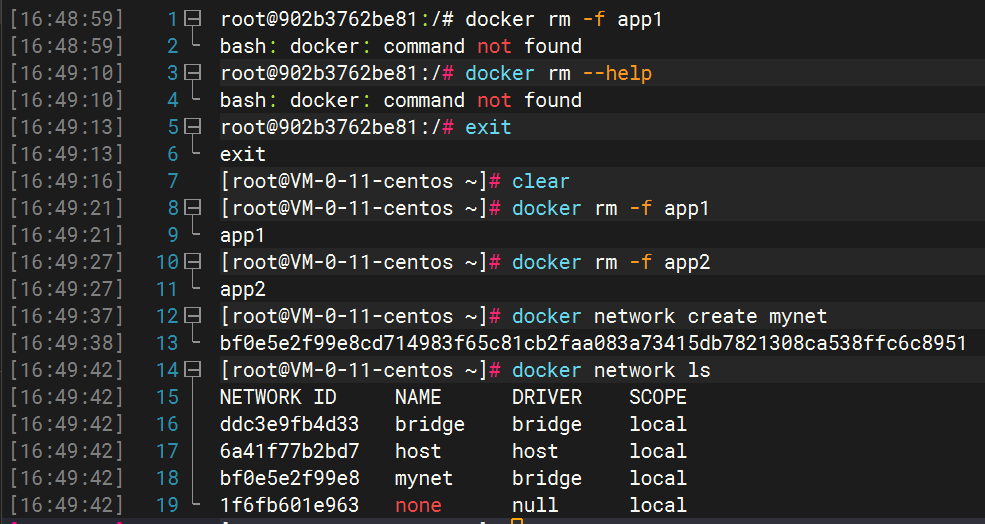 [16:48:59] 1 root@902b3762be81:/# docker rm -f app1
[16:48:59] 2 bash: docker: command not found
[16:49:10] 3 root@902b3762be81:/# docker rm --help
[16:49:10] 4 bash: docker: command not found
[16:49:13] 5 root@902b3762be81:/# exit
[16:49:13] 6 exit
[16:49:16] 7 [root@VM-0-11-centos ~]# clear
[16:49:21] 8 [root@VM-0-11-centos ~]# docker rm -f app1
[16:49:21] 9 app1
[16:49:27] 10 [root@VM-0-11-centos ~]# docker rm -f app2
[16:49:27] 11 app2
[16:49:37] 12 [root@VM-0-11-centos ~]# docker network create mynet
[16:49:38] 13 bf0e5e2f99e8cd714983f65c81cb2faa083a73415db7821308ca538ffc6c8951
[16:49:42] 14 [root@VM-0-11-centos ~]# docker network ls
[16:49:42] 15 NETWORK ID NAME DRIVER SCOPE
[16:49:42] 16 ddc3e9fb4d33 bridge bridge local
[16:49:42] 17 6a41f77b2bd7 host host local
[16:49:42] 18 bf0e5e2f99e8 mynet bridge local
[16:49:42] 19 1f6fb601e963 none null local